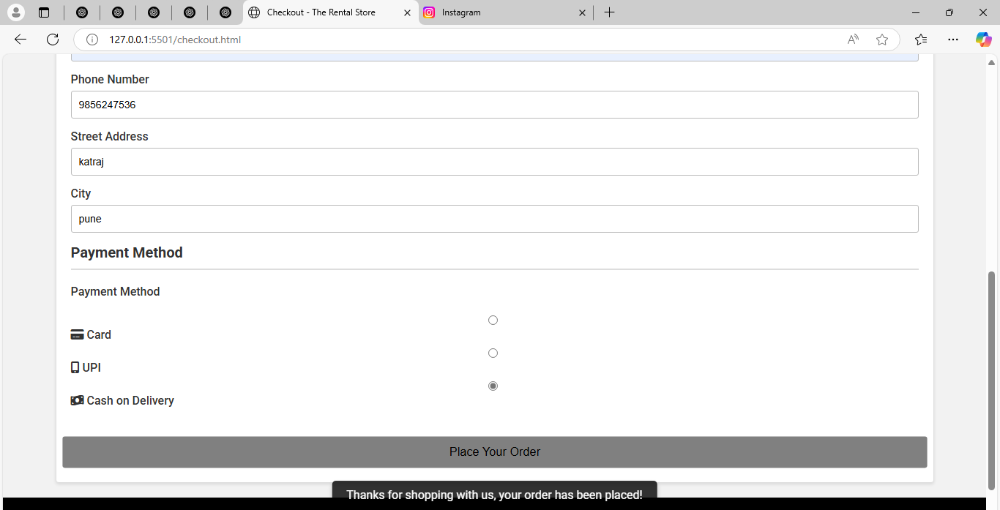 Checkout - The Rental Store
Instagram
127.0.0.1:5501/checkout.html
Phone Number
9856247536
Street Address
katraj
City
pune
Payment Method
Payment Method
Card
UPI
Cash on Delivery
Place Your Order
Thanks for shopping with us, your order has been placed!